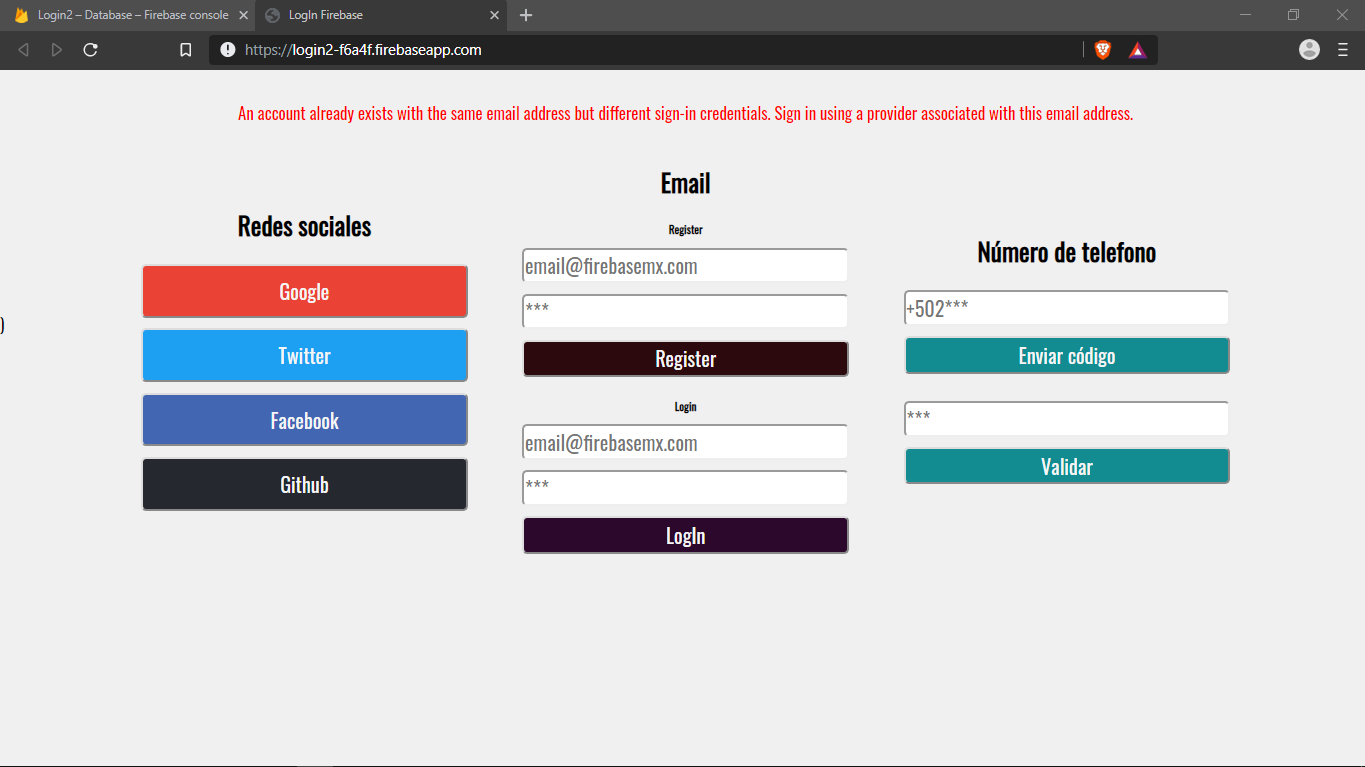 Login2 – Database – Firebase console
LogIn Firebase
https://login2-f6a4f.firebaseapp.com
An account already exists with the same email address but different sign-in credentials. Sign in using a provider associated with this email address.
Redes sociales
Google
Twitter
Facebook
Github
)
Email
Register
email@firebasemx.com
***
Register
Login
email@firebasemx.com
***
LogIn
Número de telefono
+502***
Enviar código
***
Validar